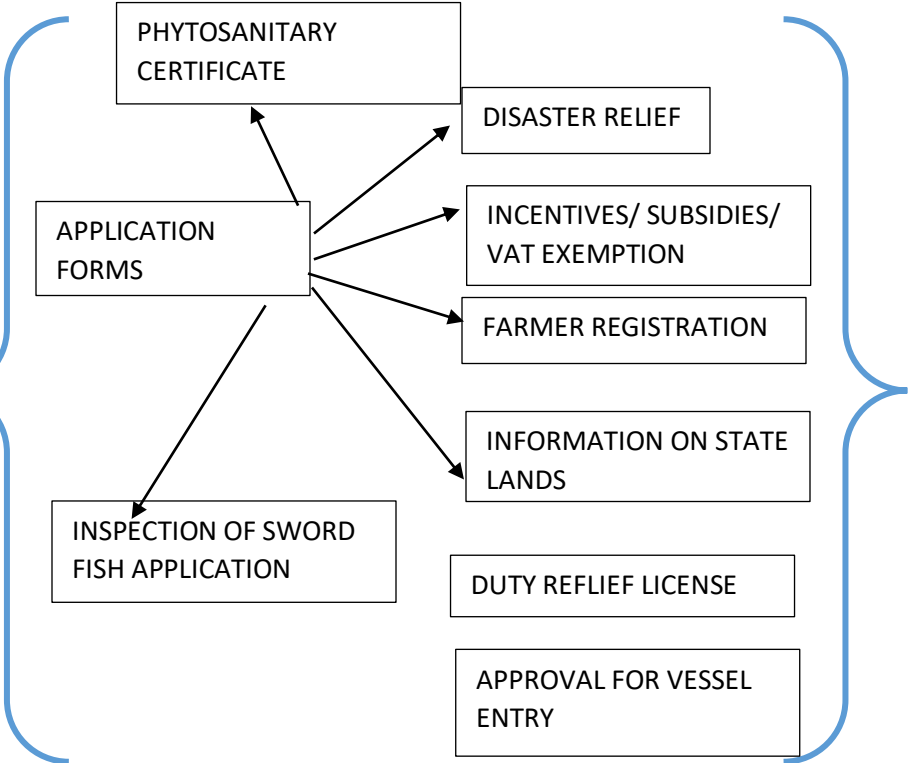 PHYTOSANITARY
CERTIFICATE
DISASTER RELIEF
APPLICATION
FORMS
INCENTIVES/ SUBSIDIES/
VAT EXEMPTION
FARMER REGISTRATION
INFORMATION ON STATE
LANDS
INSPECTION OF SWORD
FISH APPLICATION
DUTY REFLIEF LICENSE
APPROVAL FOR VESSEL
ENTRY